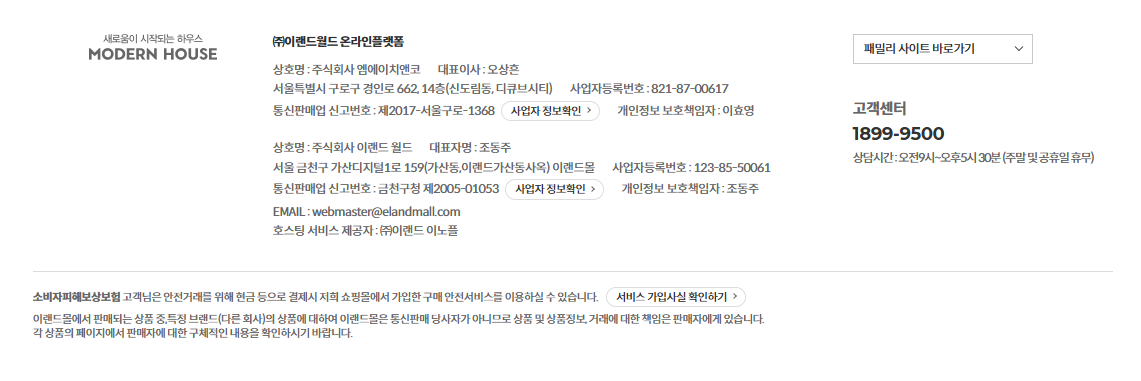 새로움이 시작되는 하우스
MODERN HOUSE
㈜이랜드월드 온라인플랫폼
상호명 : 주식회사 엠에이치앤코 대표이사 : 오상흔
서울특별시 구로구 경인로 662, 14층(신도림동, 디큐브시티) 사업자등록번호 : 821-87-00617
통신판매업 신고번호 : 제2017-서울구로-1368 사업자 정보확인 > 개인정보 보호책임자 : 이효영
상호명 : 주식회사 이랜드 월드 대표자명 : 조동주
서울 금천구 가산디지털1로 159(가산동,이랜드가산동사옥) 이랜드몰 사업자등록번호 : 123-85-50061
통신판매업 신고번호 : 금천구청 제2005-01053 사업자 정보확인 > 개인정보 보호책임자 : 조동주
EMAIL : webmaster@elandmall.com
호스팅 서비스 제공자 : ㈜이랜드 이노플
패밀리 사이트 바로가기
고객센터
1899-9500
상담시간 : 오전9시~오후5시 30분 (주말 및 공휴일 휴무)
소비자피해보상보험 고객님은 안전거래를 위해 현금 등으로 결제시 저희 쇼핑몰에서 가입한 구매 안전서비스를 이용하실 수 있습니다. 서비스 가입사실 확인하기 >
이랜드몰에서 판매되는 상품 중,특정 브랜드(다른 회사)의 상품에 대하여 이랜드몰은 통신판매 당사자가 아니므로 상품 및 상품정보, 거래에 대한 책임은 판매자에게 있습니다.
각 상품의 페이지에서 판매자에 대한 구체적인 내용을 확인하시기 바랍니다.